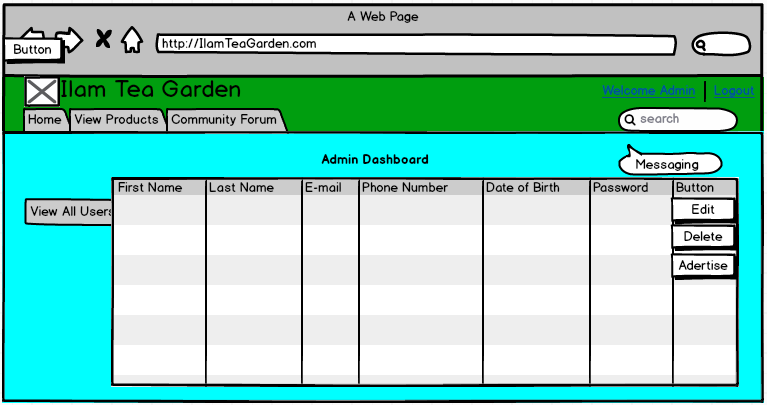 A Web Page
Button
http://IlamTeaGarden.com
Ilam Tea Garden
Welcome Admin
Logout
Home
View Products
Community Forum
search
Admin Dashboard
Messaging
First Name
Last Name
E-mail
Phone Number
Date of Birth
Password
Button
View All Users
Edit
Delete
Adertise